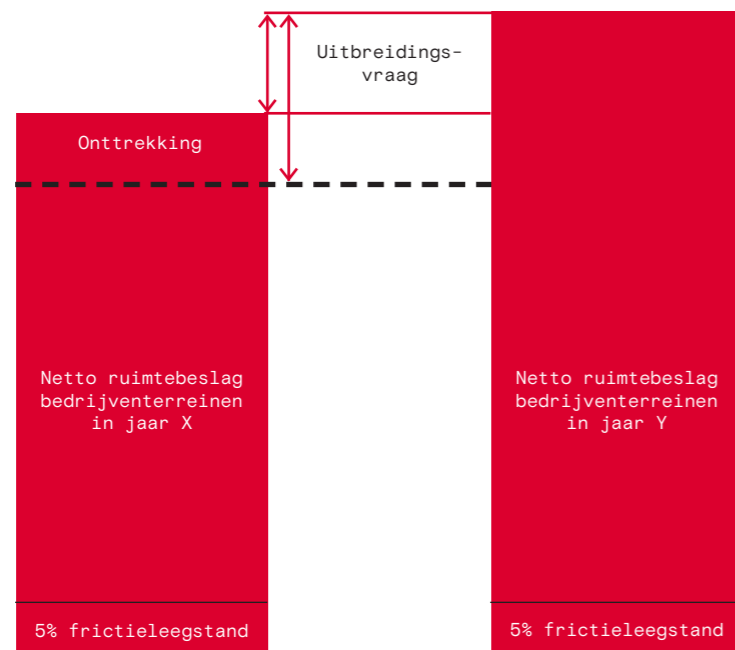 Uitbreidings-
vraag
Onttrekking
Netto ruimtebeslag
bedrijventerreinen
in jaar X
Netto ruimtebeslag
bedrijventerreinen
in jaar Y
5% frictieleegstand
5% frictieleegstand